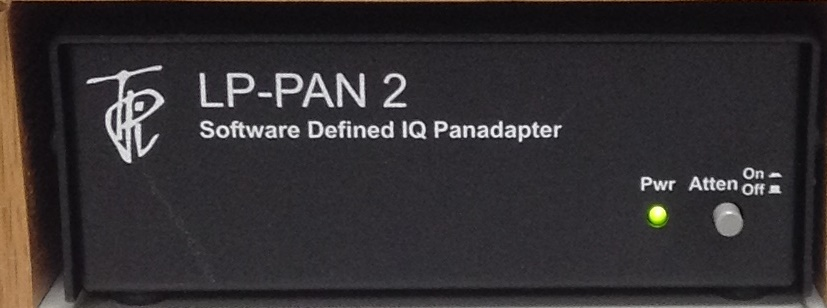 LP-PAN 2
Software Defined IQ Panadapter
Pwr Atten On
Off